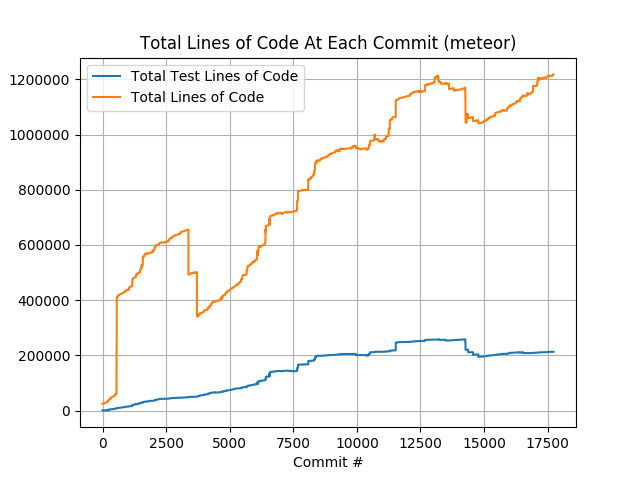 Total Lines of Code At Each Commit (meteor)
Total Test Lines of Code
Total Lines of Code
1200000
1000000
800000
600000
400000
200000
0
0 2500 5000 7500 10000 12500 15000 17500
Commit #